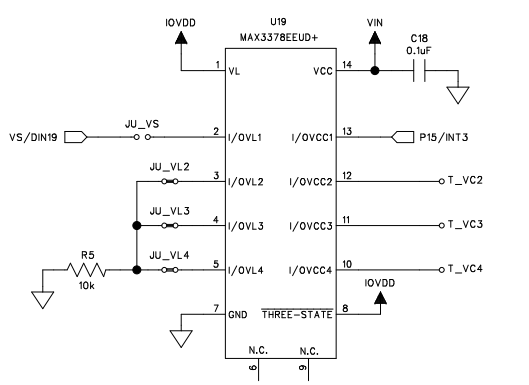 U19
MAX3378EEUD+
IOVDD
VIN
C18
0.1uF
1 VL
VCC 14
JU_VS
VS/DIN19
2 I/OVL1
I/OVCC1 13
P15/INT3
JU_VL2
3 I/OVL2
I/OVCC2 12
T_VC2
JU_VL3
4 I/OVL3
I/OVCC3 11
T_VC3
R5
10k
JU_VL4
5 I/OVL4
I/OVCC4 10
T_VC4
IOVDD
7 GND
THREE-STATE 8
N.C. N.C.
6 9